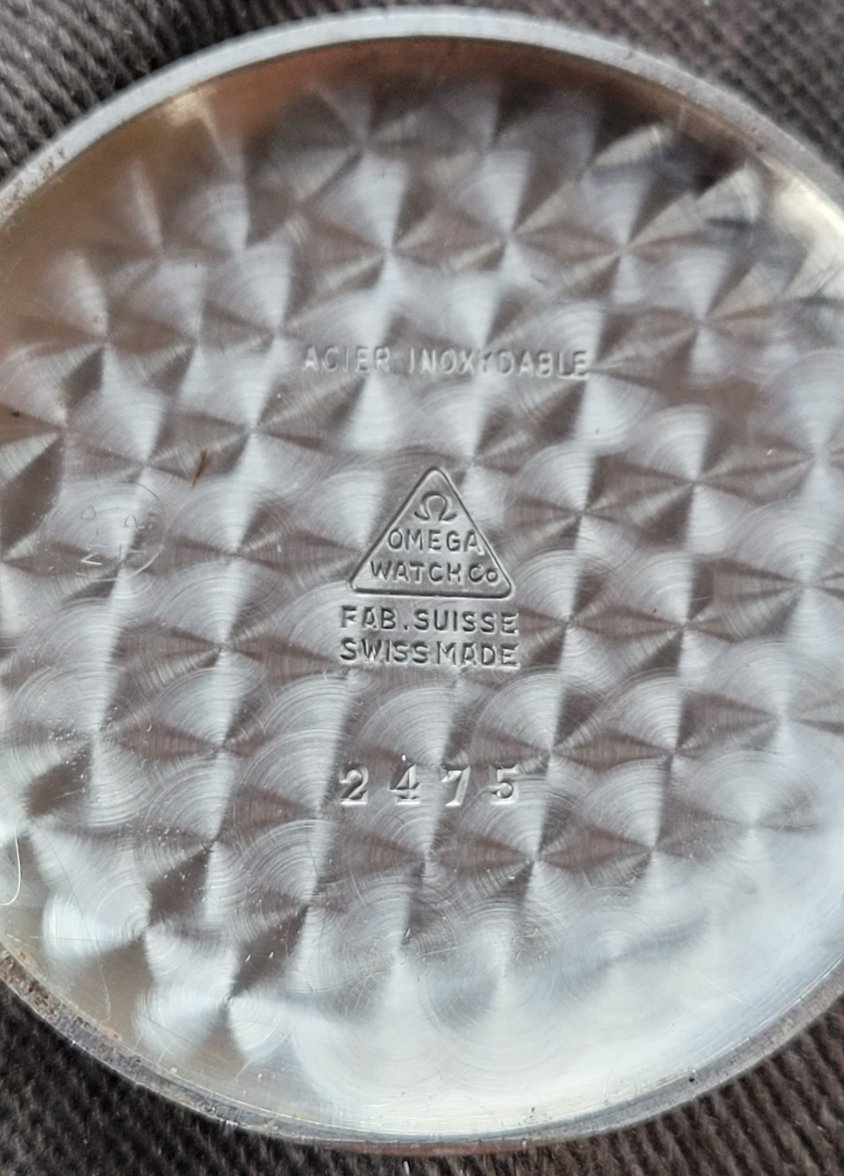 ACIER INOXYDABLE
Ω
OMEGA
WATCH Co
FAB. SUISSE
SWISS MADE
2475